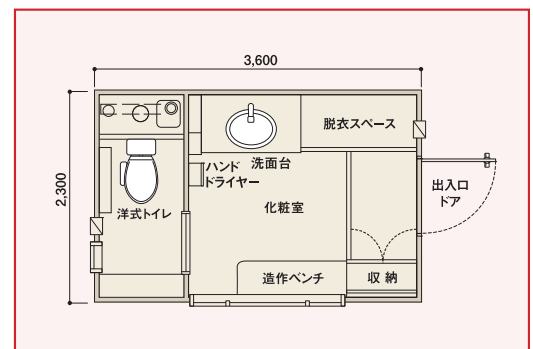 3,600
2,300
脱衣スペース
洗面台
ハンド
ドライヤー
出入口
ドア
化粧室
洋式トイレ
造作ベンチ
収納